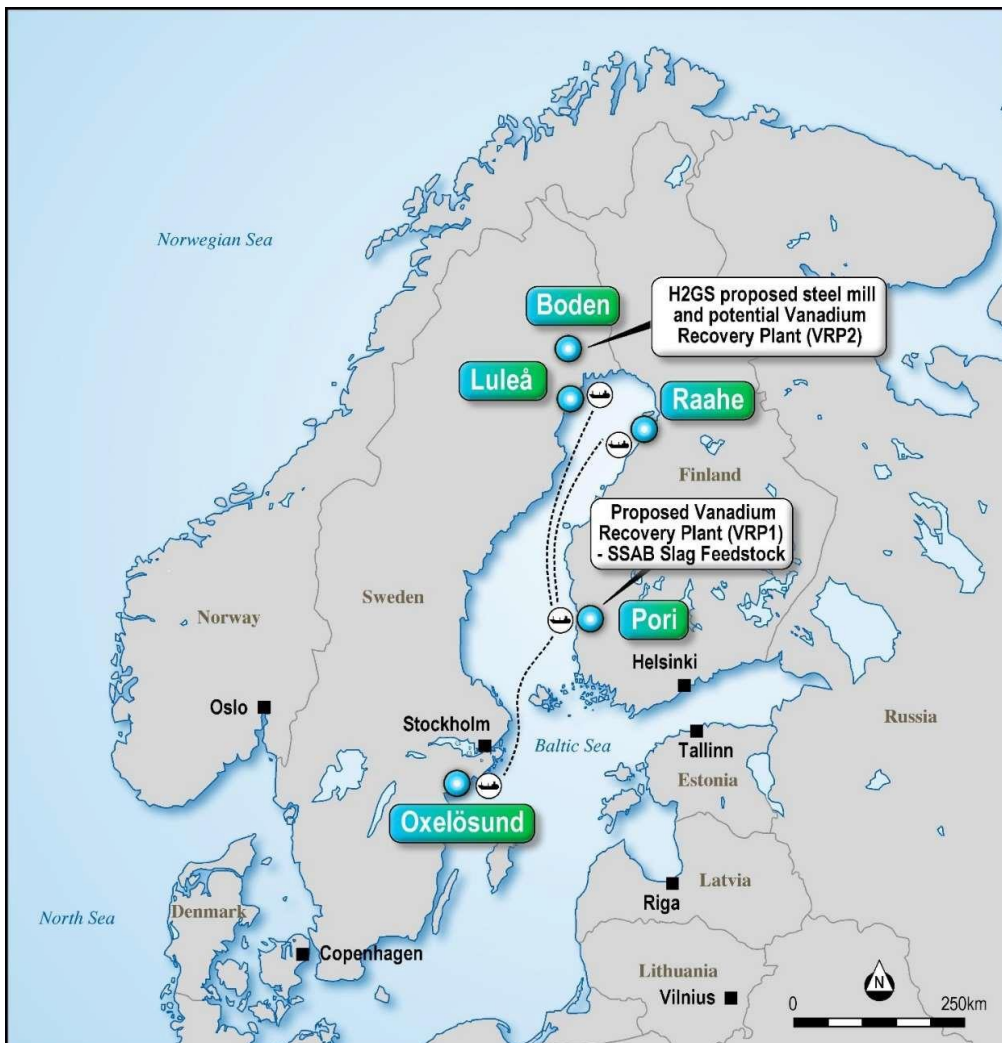 Norwegian Sea
Boden
H2GS proposed steel mill
and potential Vanadium
Recovery Plant (VRP2)
Luleå
Raahe
Finland
Proposed Vanadium
Recovery Plant (VRP1)
- SSAB Slag Feedstock
Sweden
Norway
Pori
Helsinki
Oslo
Stockholm
Baltic Sea
Russia
Tallinn
Estonia
Oxelösund
Latvia
Riga
North Sea
Denmark
Copenhagen
Lithuania
Vilnius
N
0 250km